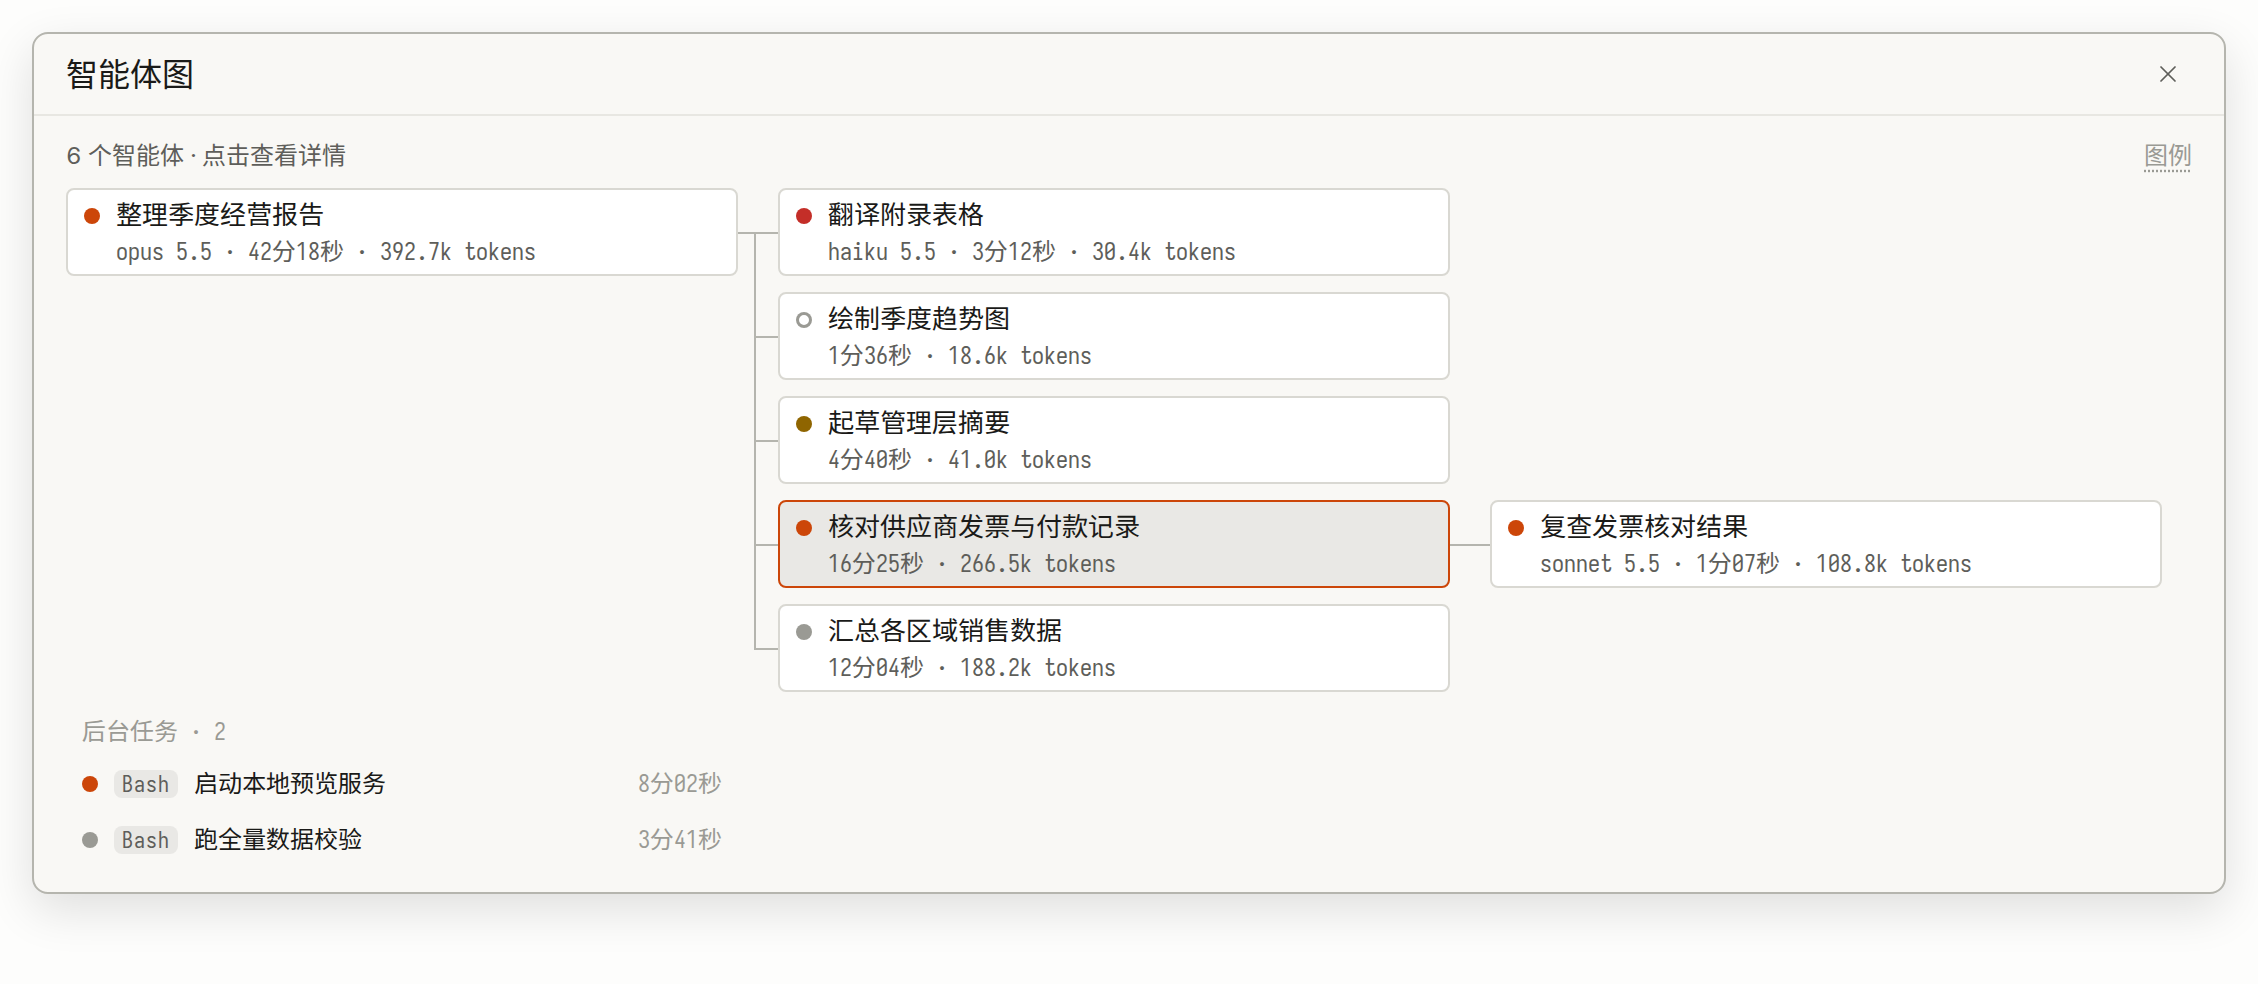 智能体图
6 个智能体 · 点击查看详情
图例
整理季度经营报告
opus 5.5 · 42分18秒 · 392.7k tokens
翻译附录表格
haiku 5.5 · 3分12秒 · 30.4k tokens
绘制季度趋势图
1分36秒 · 18.6k tokens
起草管理层摘要
4分40秒 · 41.0k tokens
核对供应商发票与付款记录
16分25秒 · 266.5k tokens
复查发票核对结果
sonnet 5.5 · 1分07秒 · 108.8k tokens
汇总各区域销售数据
12分04秒 · 188.2k tokens
后台任务 · 2
Bash 启动本地预览服务 8分02秒
Bash 跑全量数据校验 3分41秒